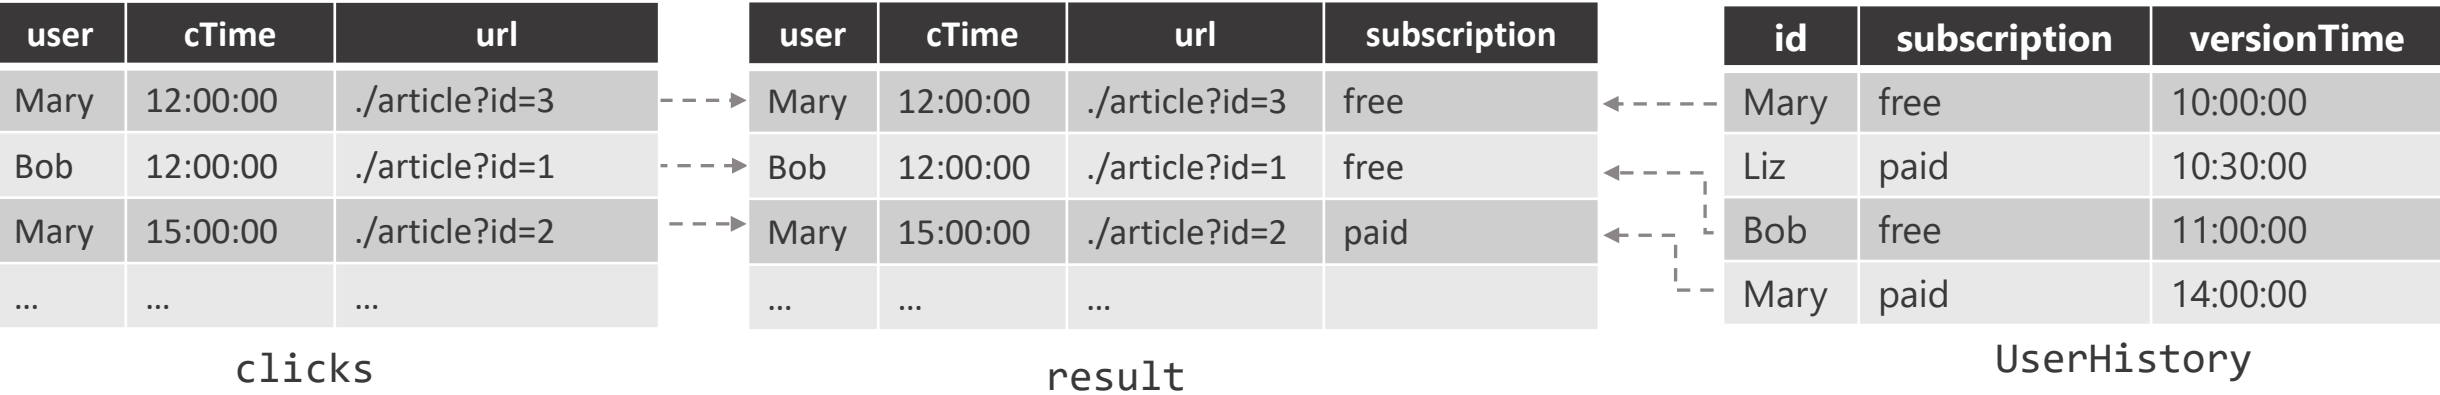 user cTime url
Mary 12:00:00 ./article?id=3
Bob 12:00:00 ./article?id=1
Mary 15:00:00 ./article?id=2
... ... ...
clicks
user cTime url subscription
Mary 12:00:00 ./article?id=3 free
Bob 12:00:00 ./article?id=1 free
Mary 15:00:00 ./article?id=2 paid
... ... ...
result
id subscription versionTime
Mary free 10:00:00
Liz paid 10:30:00
Bob free 11:00:00
Mary paid 14:00:00
UserHistory